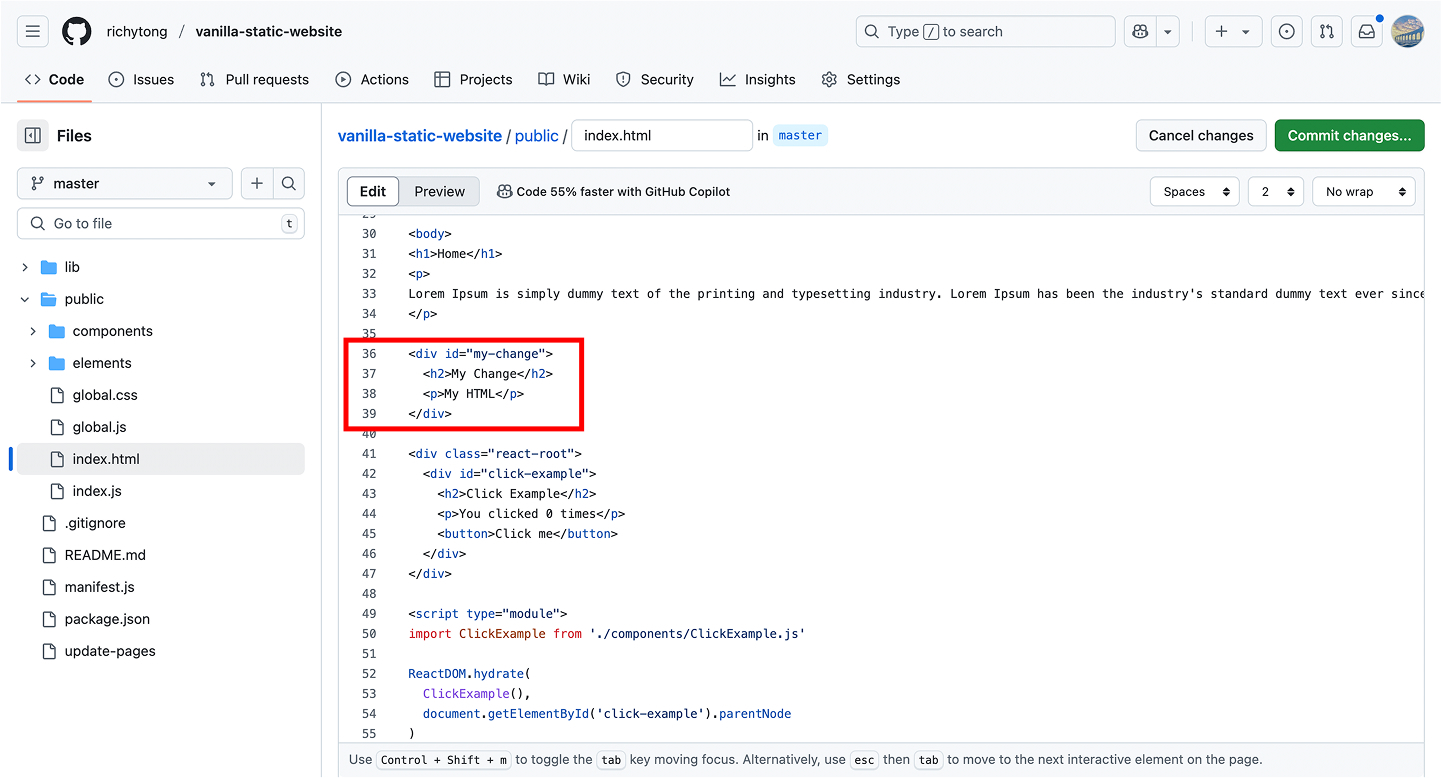 richytong / vanilla-static-website
Type / to search
Code Issues Pull requests Actions Projects Wiki Security Insights Settings
Files
master
Go to file t
lib
public
components
elements
global.css
global.js
index.html
index.js
.gitignore
README.md
manifest.js
package.json
update-pages
vanilla-static-website / public / index.html in master
Cancel changes Commit changes...
Edit Preview Code 55% faster with GitHub Copilot Spaces 2 No wrap
29
30 <body>
31 <h1>Home</h1>
32 <p>
33 Lorem Ipsum is simply dummy text of the printing and typesetting industry. Lorem Ipsum has been the industry's standard dummy text ever since
34 </p>
35
36 <div id="my-change">
37 <h2>My Change</h2>
38 <p>My HTML</p>
39 </div>
40
41 <div class="react-root">
42 <div id="click-example">
43 <h2>Click Example</h2>
44 <p>You clicked 0 times</p>
45 <button>Click me</button>
46 </div>
47 </div>
48
49 <script type="module">
50 import ClickExample from './components/ClickExample.js'
51
52 ReactDOM.hydrate(
53 ClickExample(),
54 document.getElementById('click-example').parentNode
55 )
Use Control + Shift + m to toggle the tab key moving focus. Alternatively, use esc then tab to move to the next interactive element on the page.